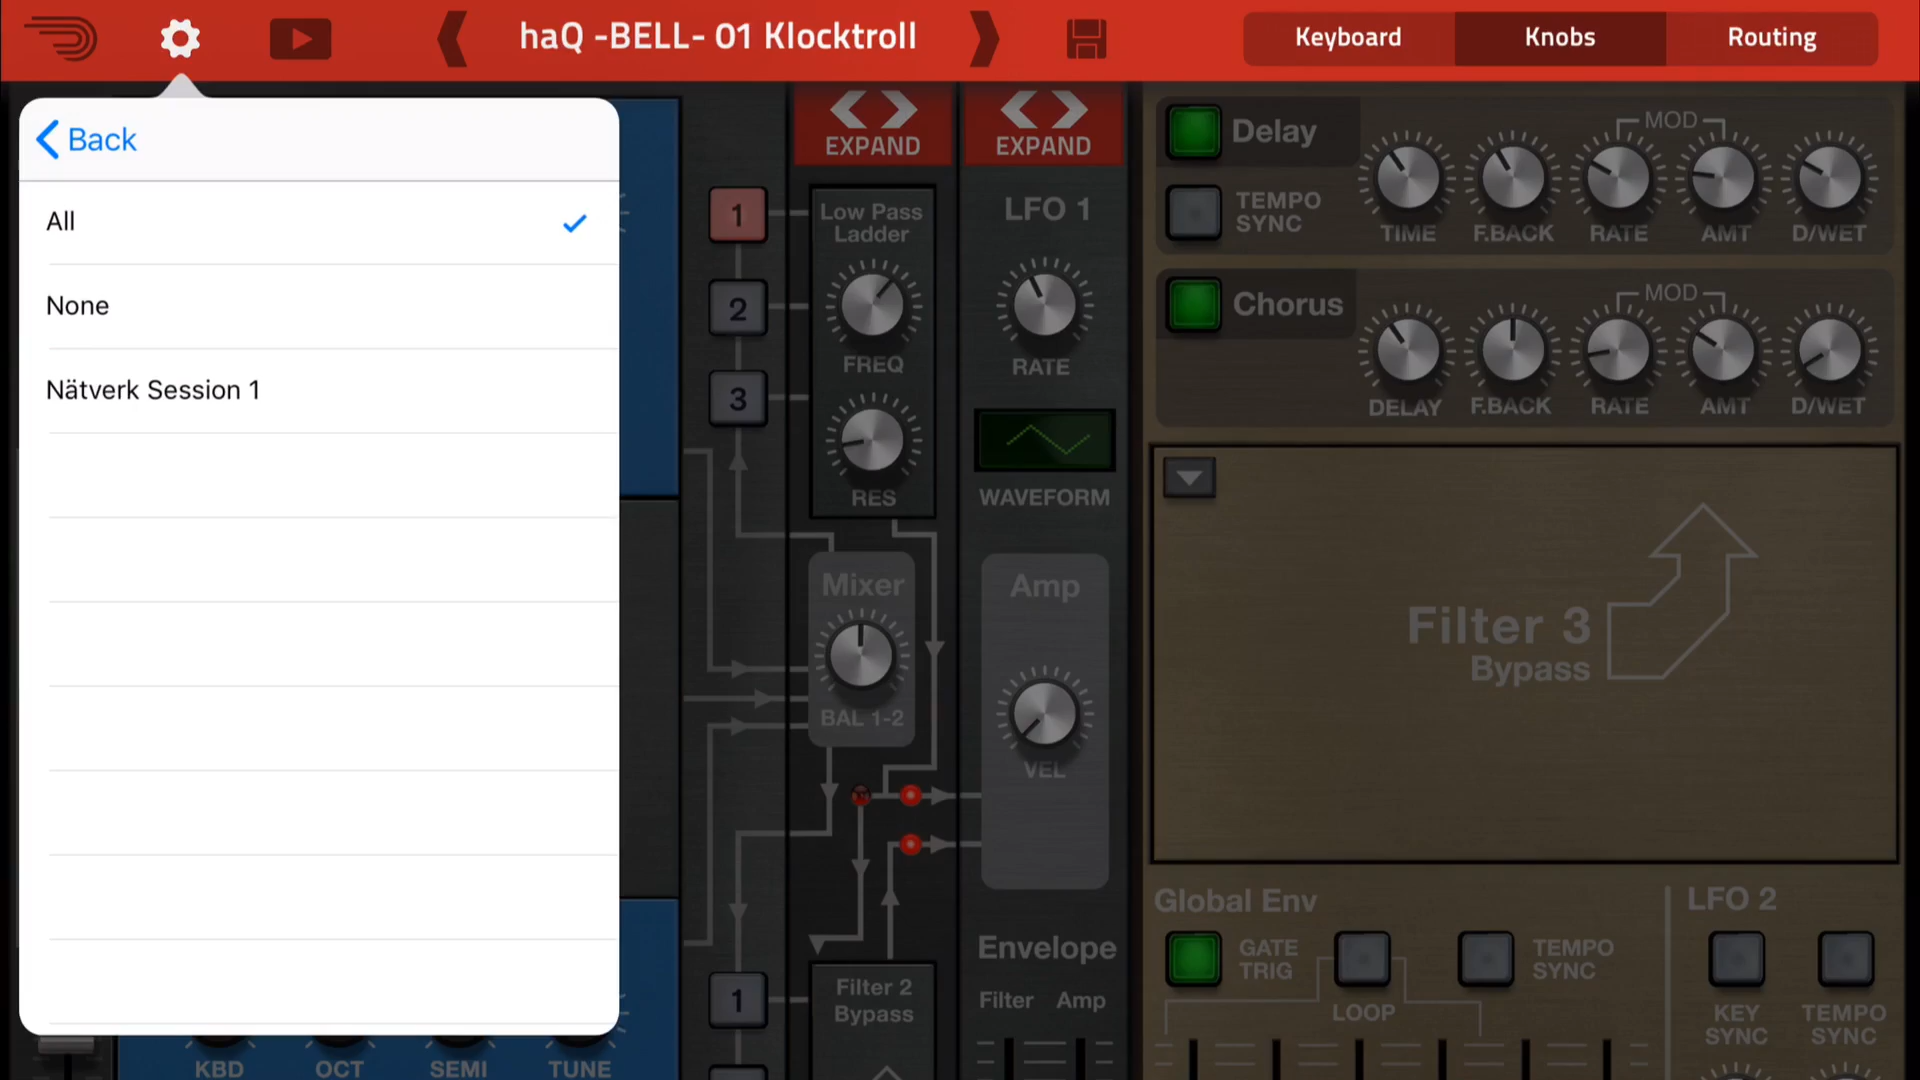 haQ -BELL- 01 Klocktroll
Keyboard
Knobs
Routing
Back
All
None
Nätverk Session 1
EXPAND
EXPAND
1
2
3
Low Pass
Ladder
FREQ
RES
LFO 1
RATE
WAVEFORM
Mixer
BAL 1-2
Amp
VEL
Envelope
Filter Amp
1
Filter 2
Bypass
KBD
OCT
SEMI
TUNE
Delay
TEMPO
SYNC
MOD
TIME
F.BACK
RATE
AMT
D/WET
Chorus
MOD
DELAY
F.BACK
RATE
AMT
D/WET
Filter 3
Bypass
Global Env
GATE
TRIG
LOOP
TEMPO
SYNC
LFO 2
KEY
SYNC
TEMPO
SYNC